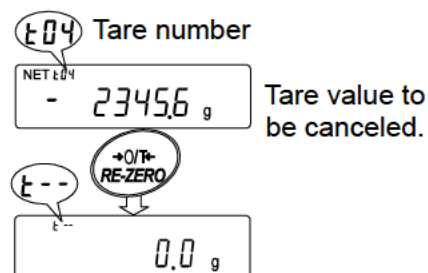 t04 Tare number
NET t04
- 2345.6 g
Tare value to
be canceled.
→0/T←
RE-ZERO
t--
t--
0.0 g